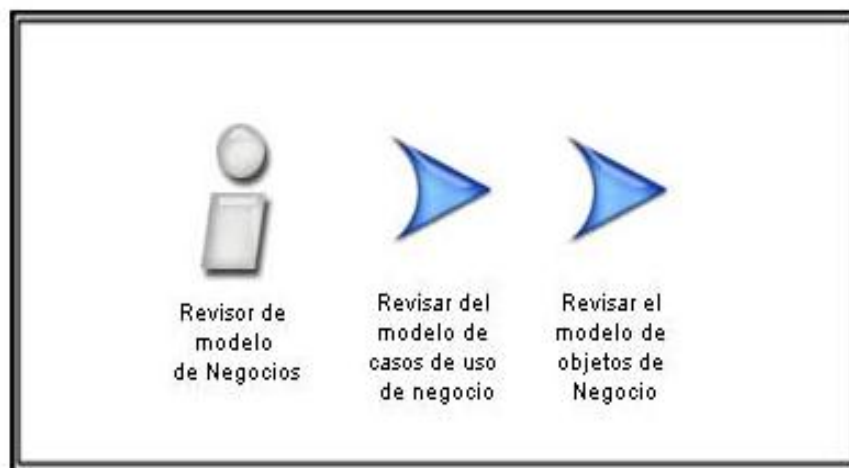 Revisor de
modelo
de Negocios
Revisar del
modelo de
casos de uso
de negocio
Revisar el
modelo de
objetos de
Negocio